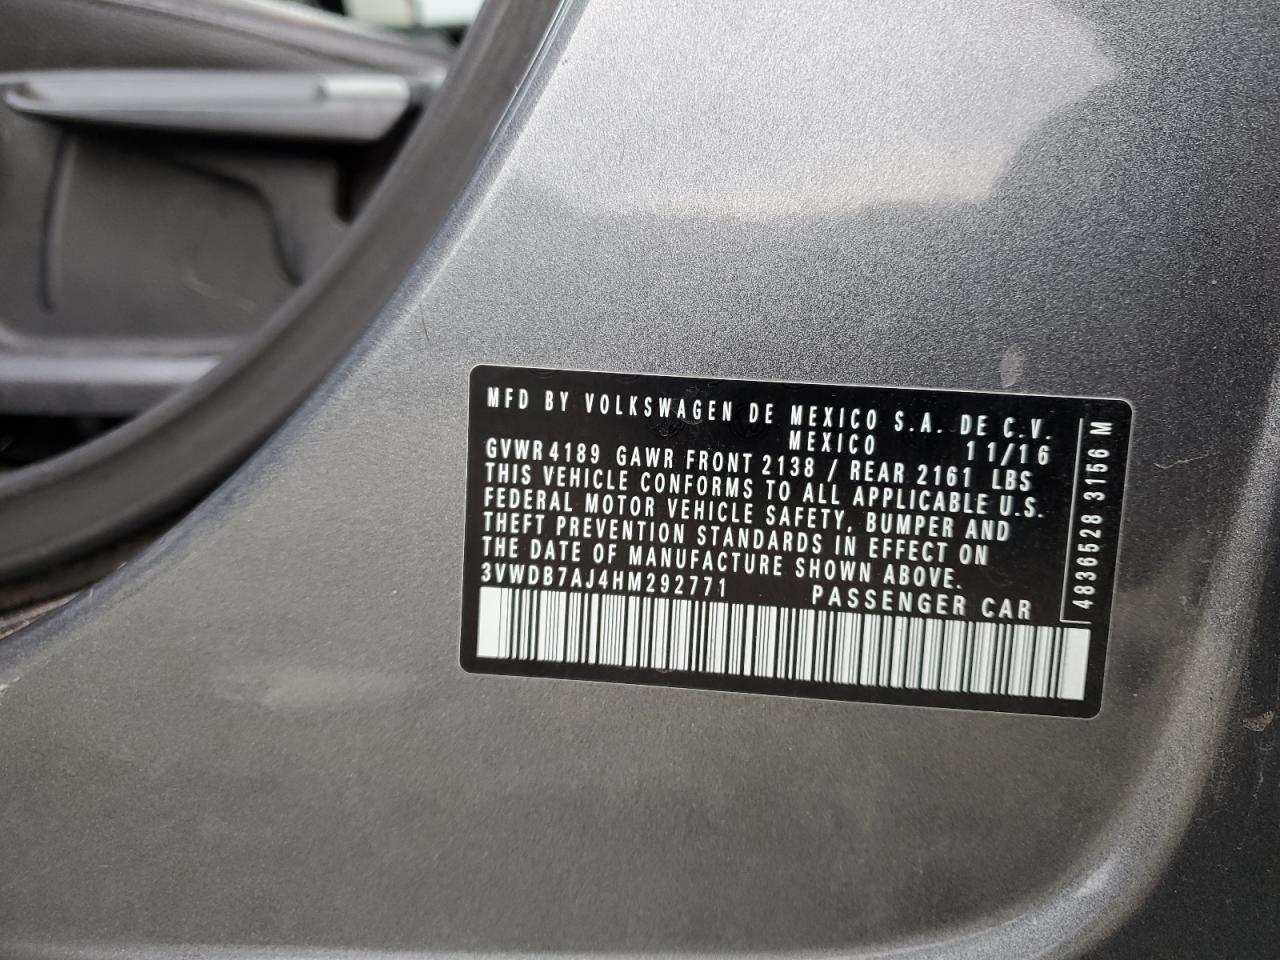 MFD BY VOLKSWAGEN DE MEXICO S.A. DE C.V.
MEXICO 11/16
GVWR 4189 GAWR FRONT 2138 / REAR 2161 LBS
THIS VEHICLE CONFORMS TO ALL APPLICABLE U.S.
FEDERAL MOTOR VEHICLE SAFETY, BUMPER AND
THEFT PREVENTION STANDARDS IN EFFECT ON
THE DATE OF MANUFACTURE SHOWN ABOVE.
3VWDB7AJ4HM292771 PASSENGER CAR
4836528 3156 M